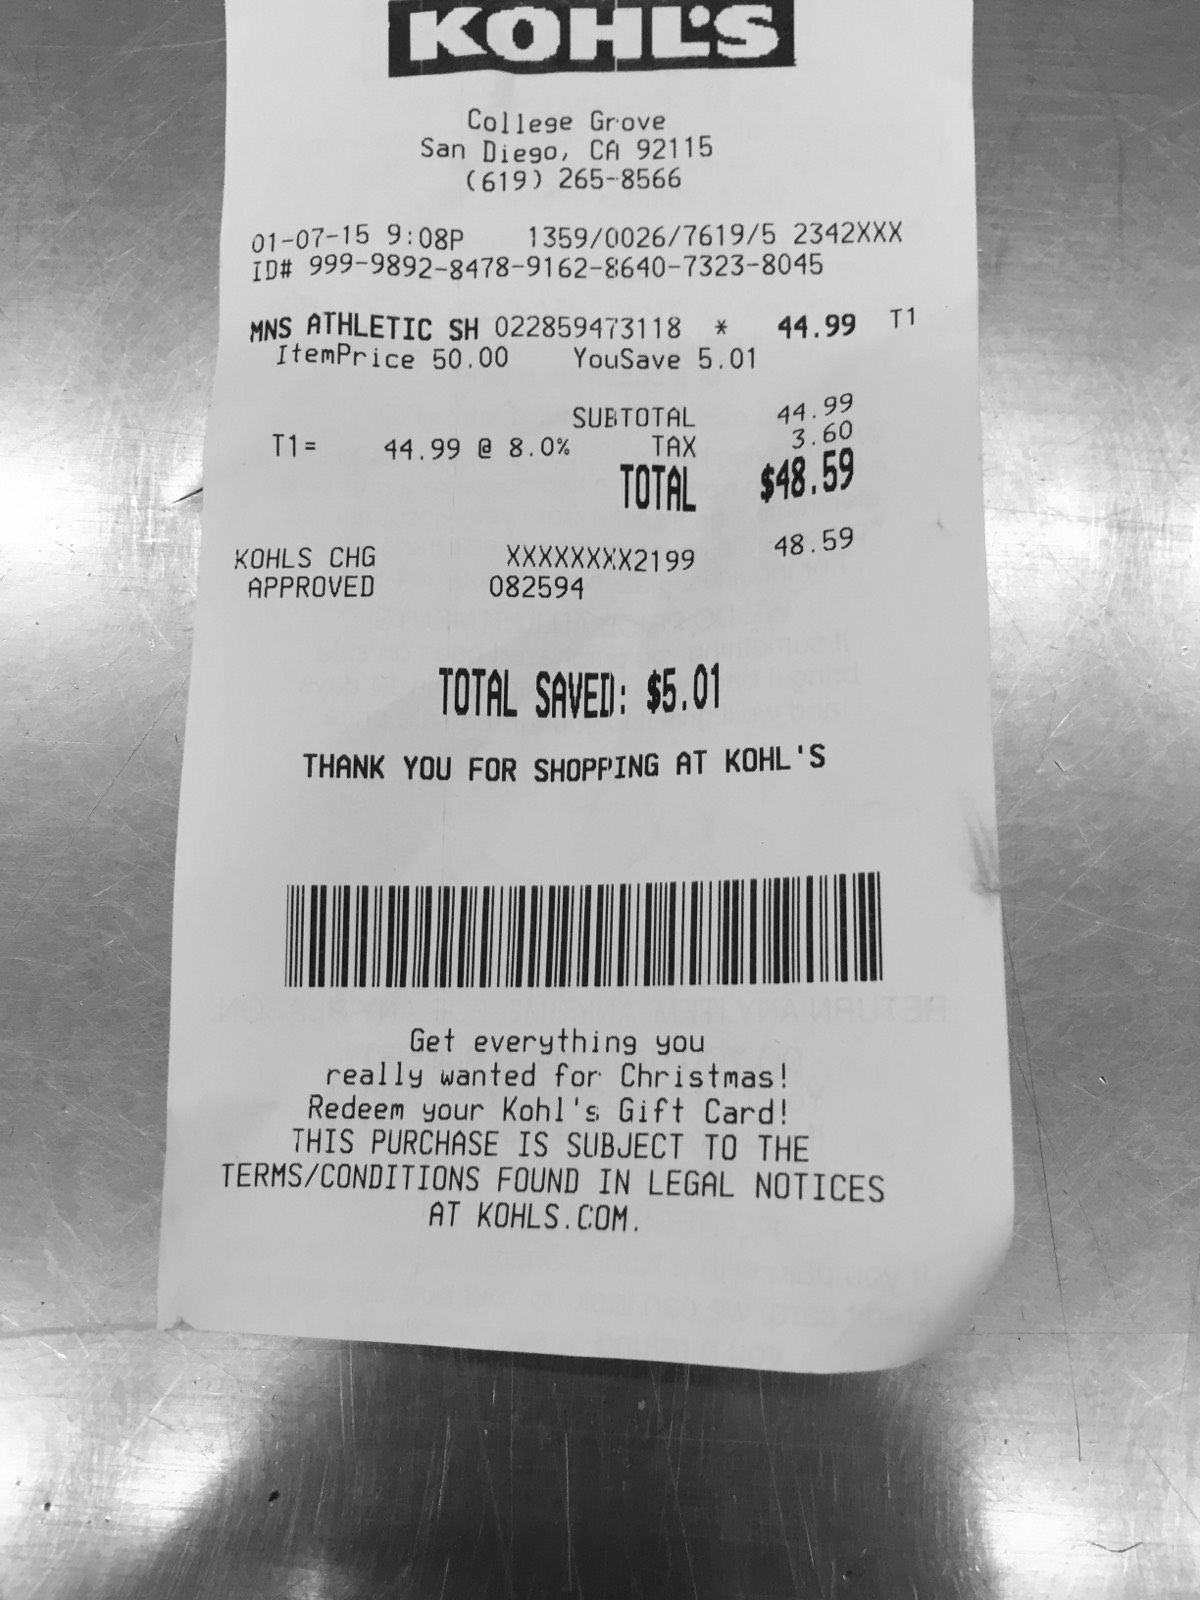 KOHL'S
College Grove
San Diego, CA 92115
(619) 265-8566
01-07-15 9:08P 1359/0026/7619/5 2342XXX
ID# 999-9892-8478-9162-8640-7323-8045
MNS ATHLETIC SH 022859473118 * 44.99 T1
ItemPrice 50.00 YouSave 5.01
SUBTOTAL 44.99
T1= 44.99 @ 8.0% TAX 3.60
TOTAL $48.59
KOHLS CHG XXXXXXXX2199 48.59
APPROVED 082594
TOTAL SAVED: $5.01
THANK YOU FOR SHOPPING AT KOHL'S
Get everything you
really wanted for Christmas!
Redeem your Kohl's Gift Card!
THIS PURCHASE IS SUBJECT TO THE
TERMS/CONDITIONS FOUND IN LEGAL NOTICES
AT KOHLS.COM.